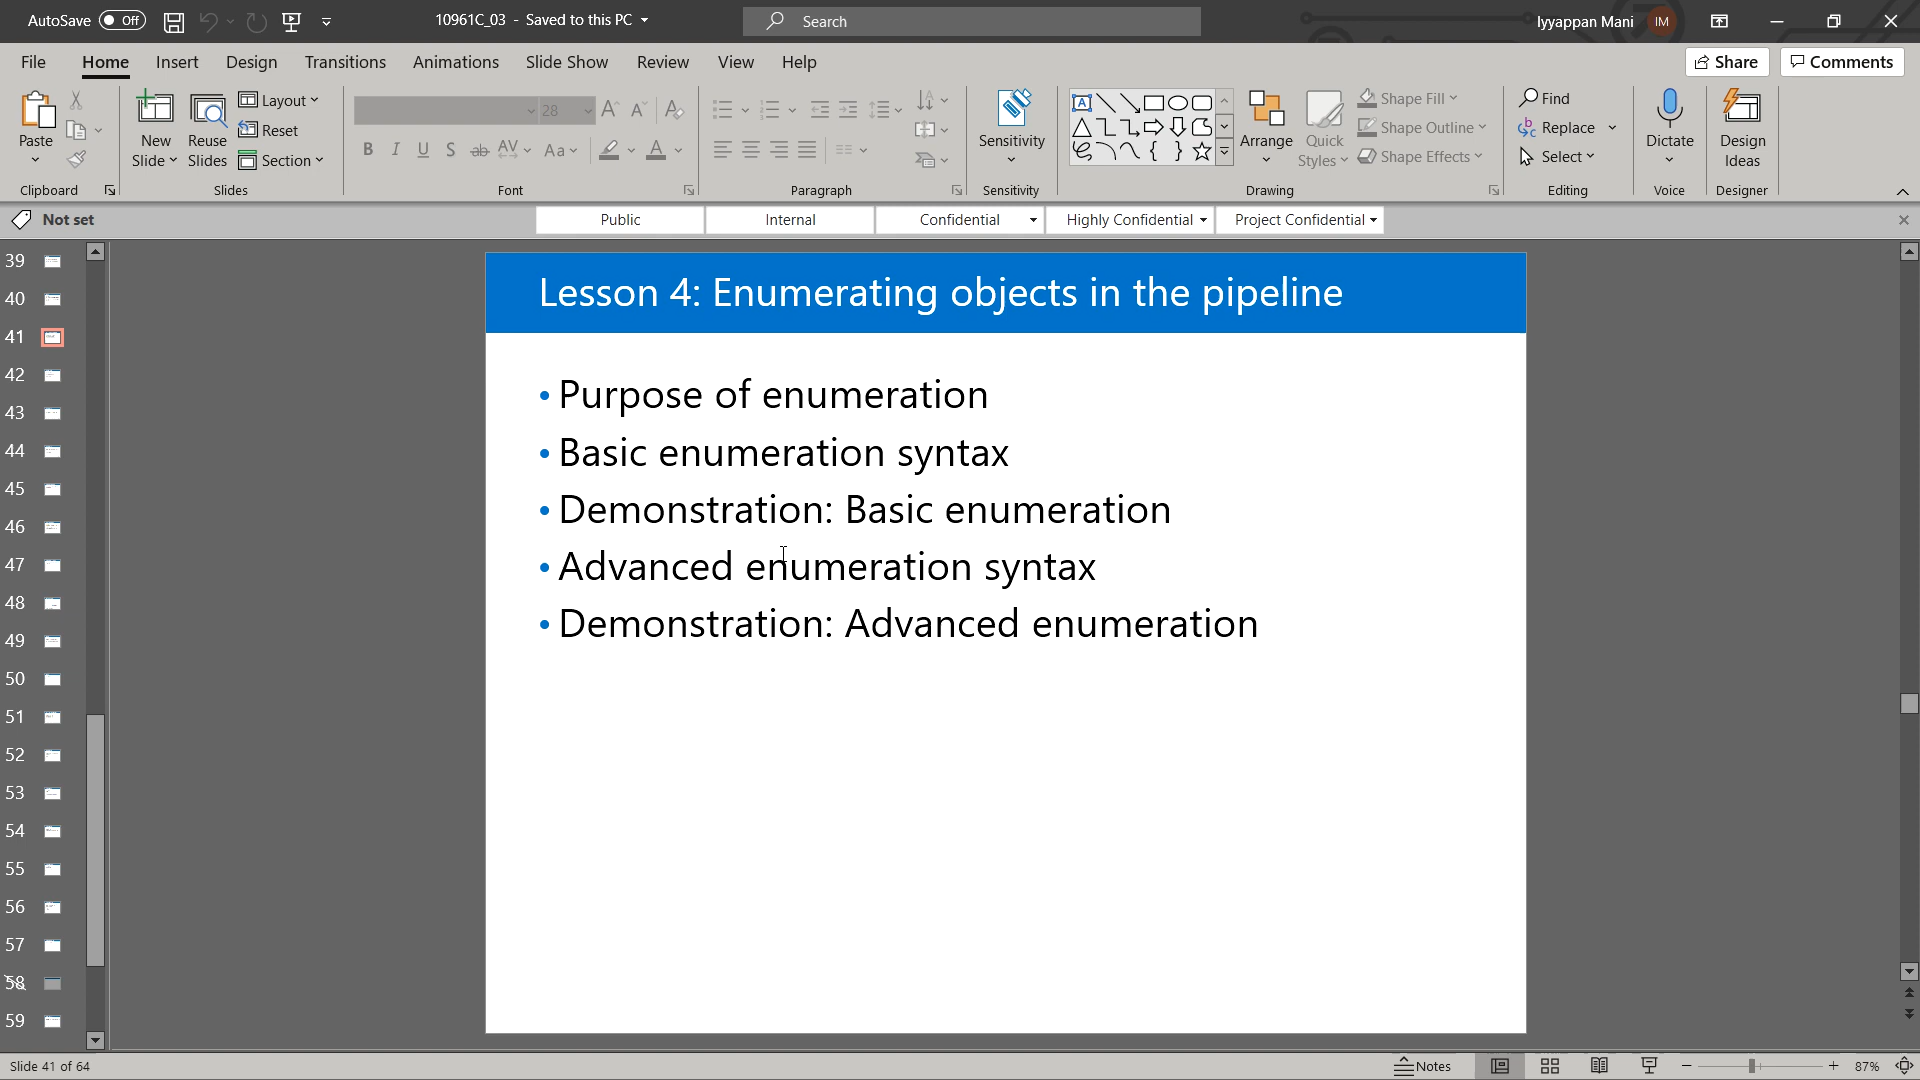 AutoSave Off 10961C_03 - Saved to this PC Search Iyyappan Mani IM
File Home Insert Design Transitions Animations Slide Show Review View Help Share Comments
Paste
Clipboard
New Slide
Reuse Slides
Layout
Reset
Section
Slides
28
B I U S ab AV Aa A
Font
Paragraph
Sensitivity
Sensitivity
A
Arrange
Quick Styles
Shape Fill
Shape Outline
Shape Effects
Drawing
Find
Replace
Select
Editing
Dictate
Voice
Design Ideas
Designer
Not set Public Internal Confidential Highly Confidential Project Confidential
39
40
41
42
43
44
45
46
47
48
49
50
51
52
53
54
55
56
57
58
59
Lesson 4: Enumerating objects in the pipeline
• Purpose of enumeration
• Basic enumeration syntax
• Demonstration: Basic enumeration
• Advanced enumeration syntax
• Demonstration: Advanced enumeration
Slide 41 of 64 Notes 87%